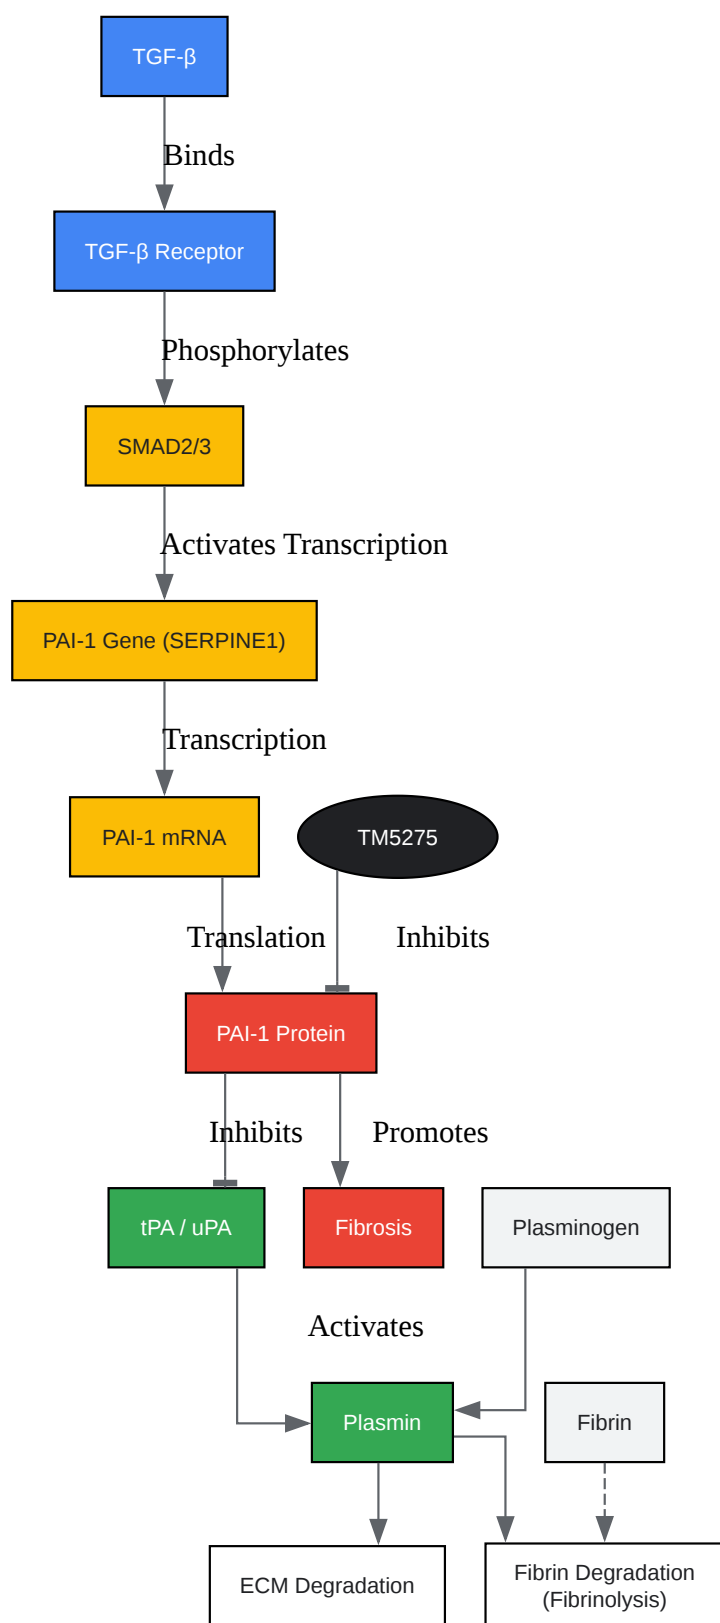 TGF-β
Binds
TGF-β Receptor
Phosphorylates
SMAD2/3
Activates Transcription
PAI-1 Gene (SERPINE1)
Transcription
PAI-1 mRNA
TM5275
Translation
Inhibits
PAI-1 Protein
Inhibits
Promotes
tPA / uPA
Fibrosis
Plasminogen
Activates
Plasmin
Fibrin
ECM Degradation
Fibrin Degradation
(Fibrinolysis)